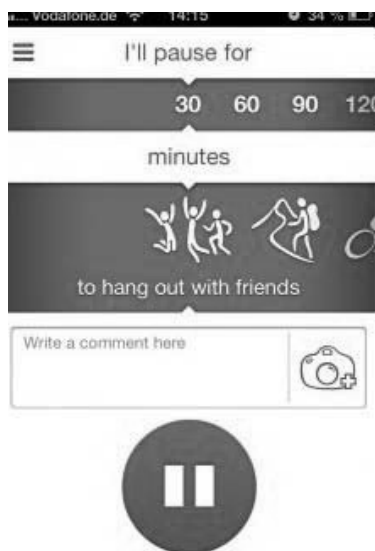 Vodafone.de 14:15 34 %
I'll pause for
30 60 90 120
minutes
to hang out with friends
Write a comment here